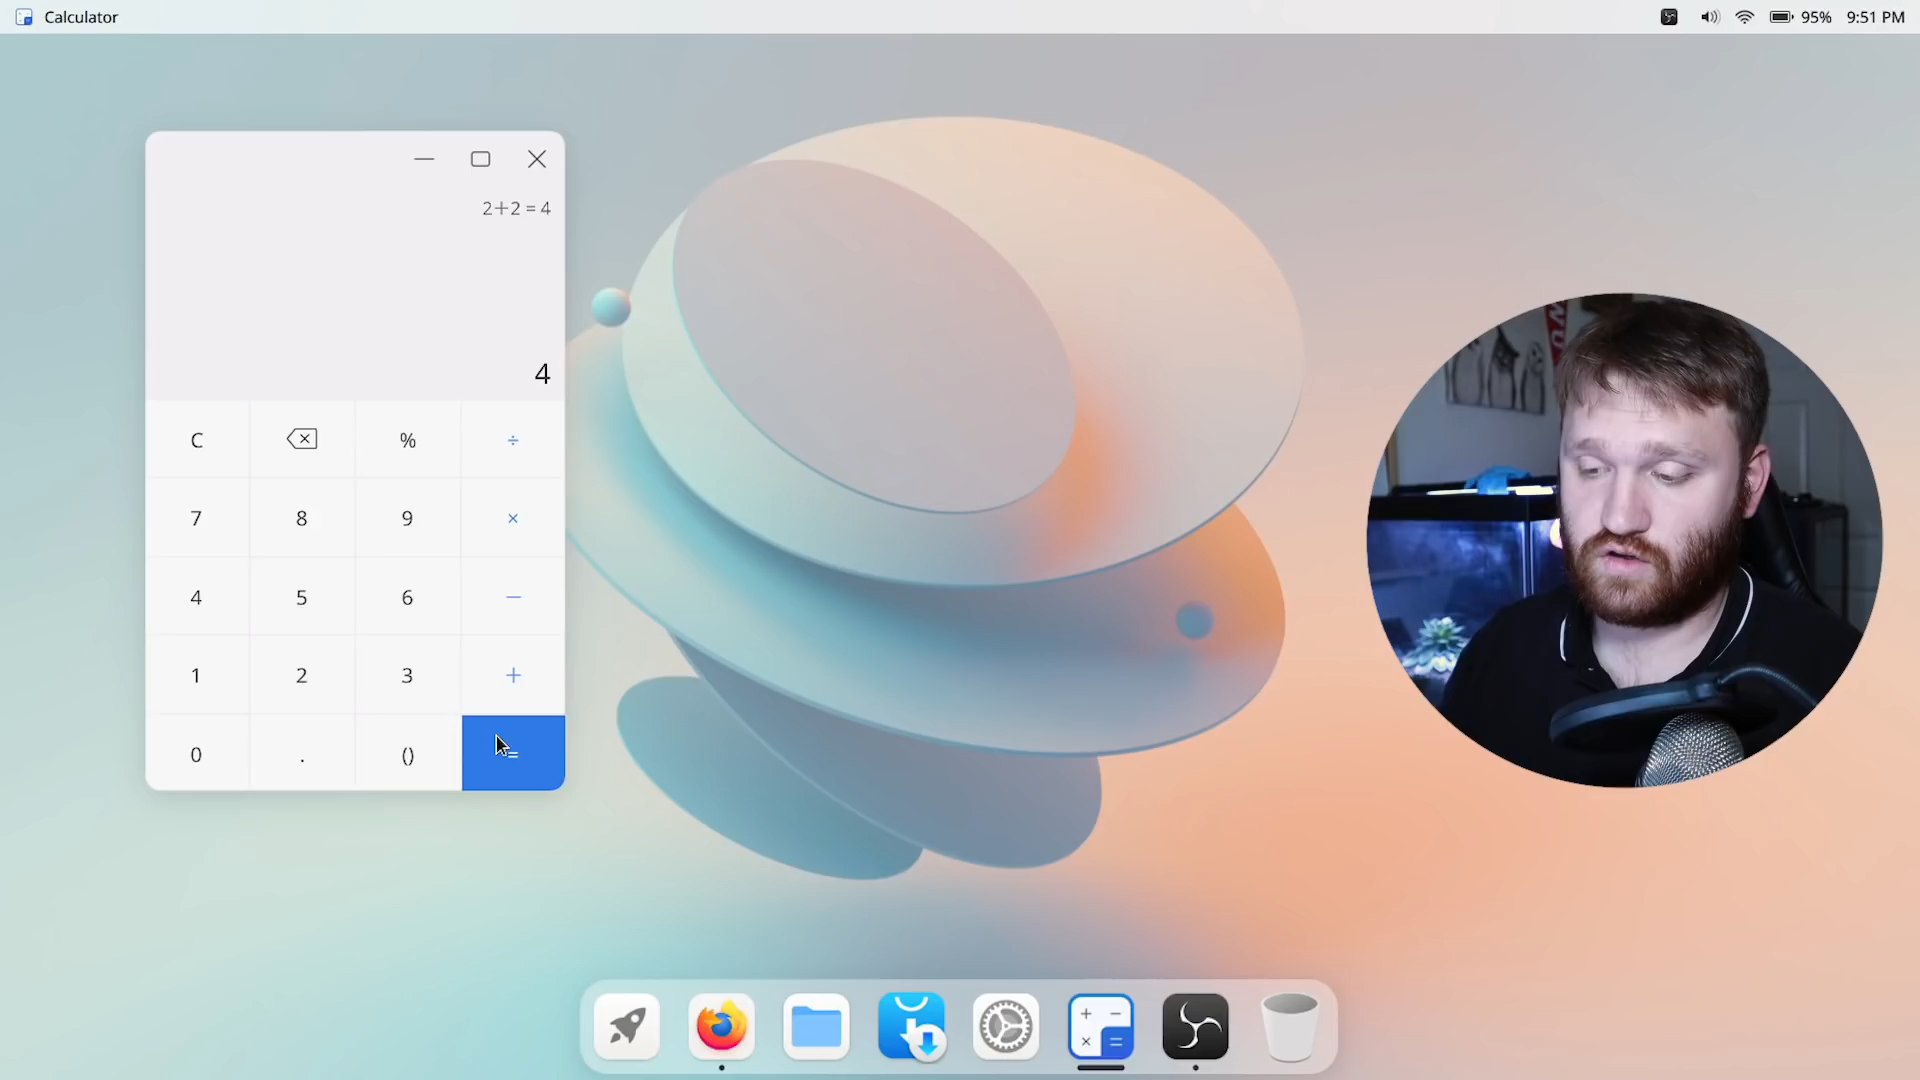 Calculator
95% 9:51 PM
2+2 = 4
4
C % ÷
7 8 9 ×
4 5 6 −
1 2 3 +
0 . () =
+ −
× =